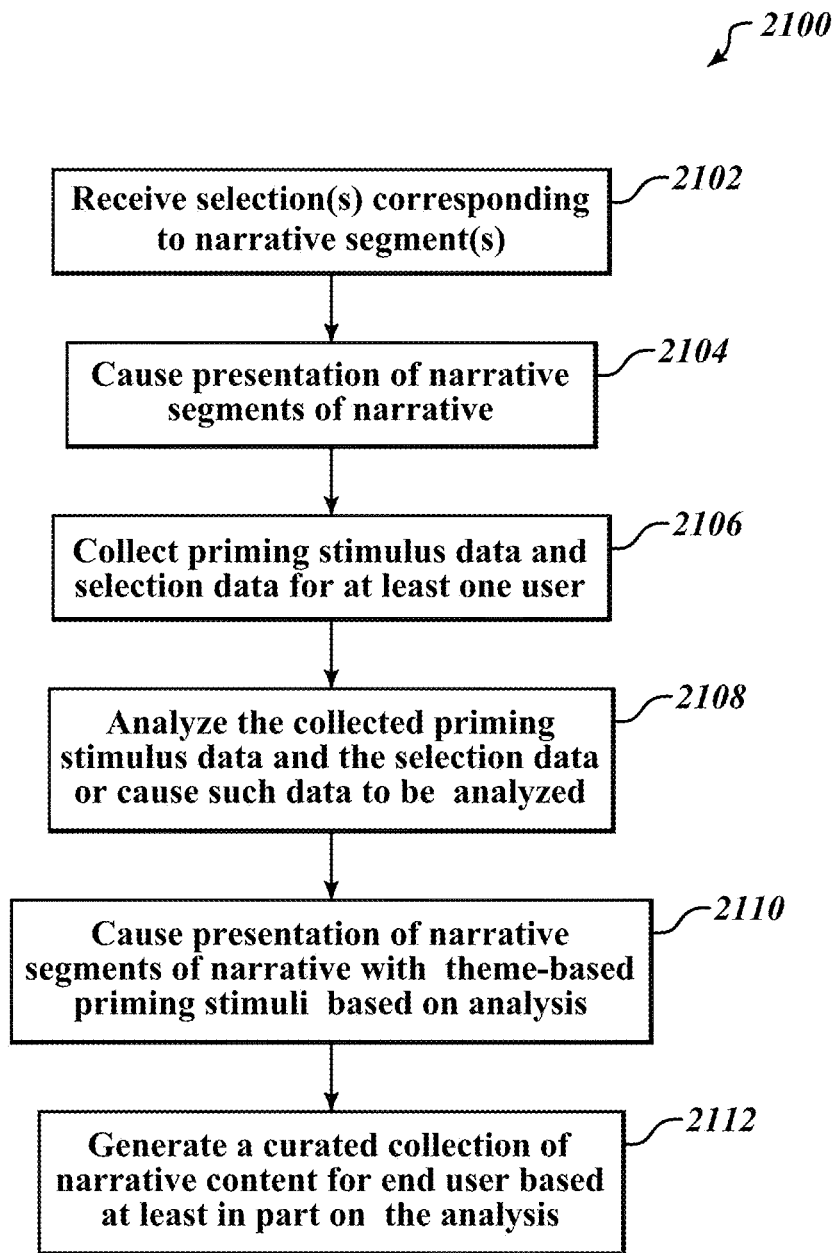 2100
2102
Receive selection(s) corresponding
to narrative segment(s)
2104
Cause presentation of narrative
segments of narrative
2106
Collect priming stimulus data and
selection data for at least one user
2108
Analyze the collected priming
stimulus data and the selection data
or cause such data to be analyzed
2110
Cause presentation of narrative
segments of narrative with theme-based
priming stimuli based on analysis
2112
Generate a curated collection of
narrative content for end user based
at least in part on the analysis